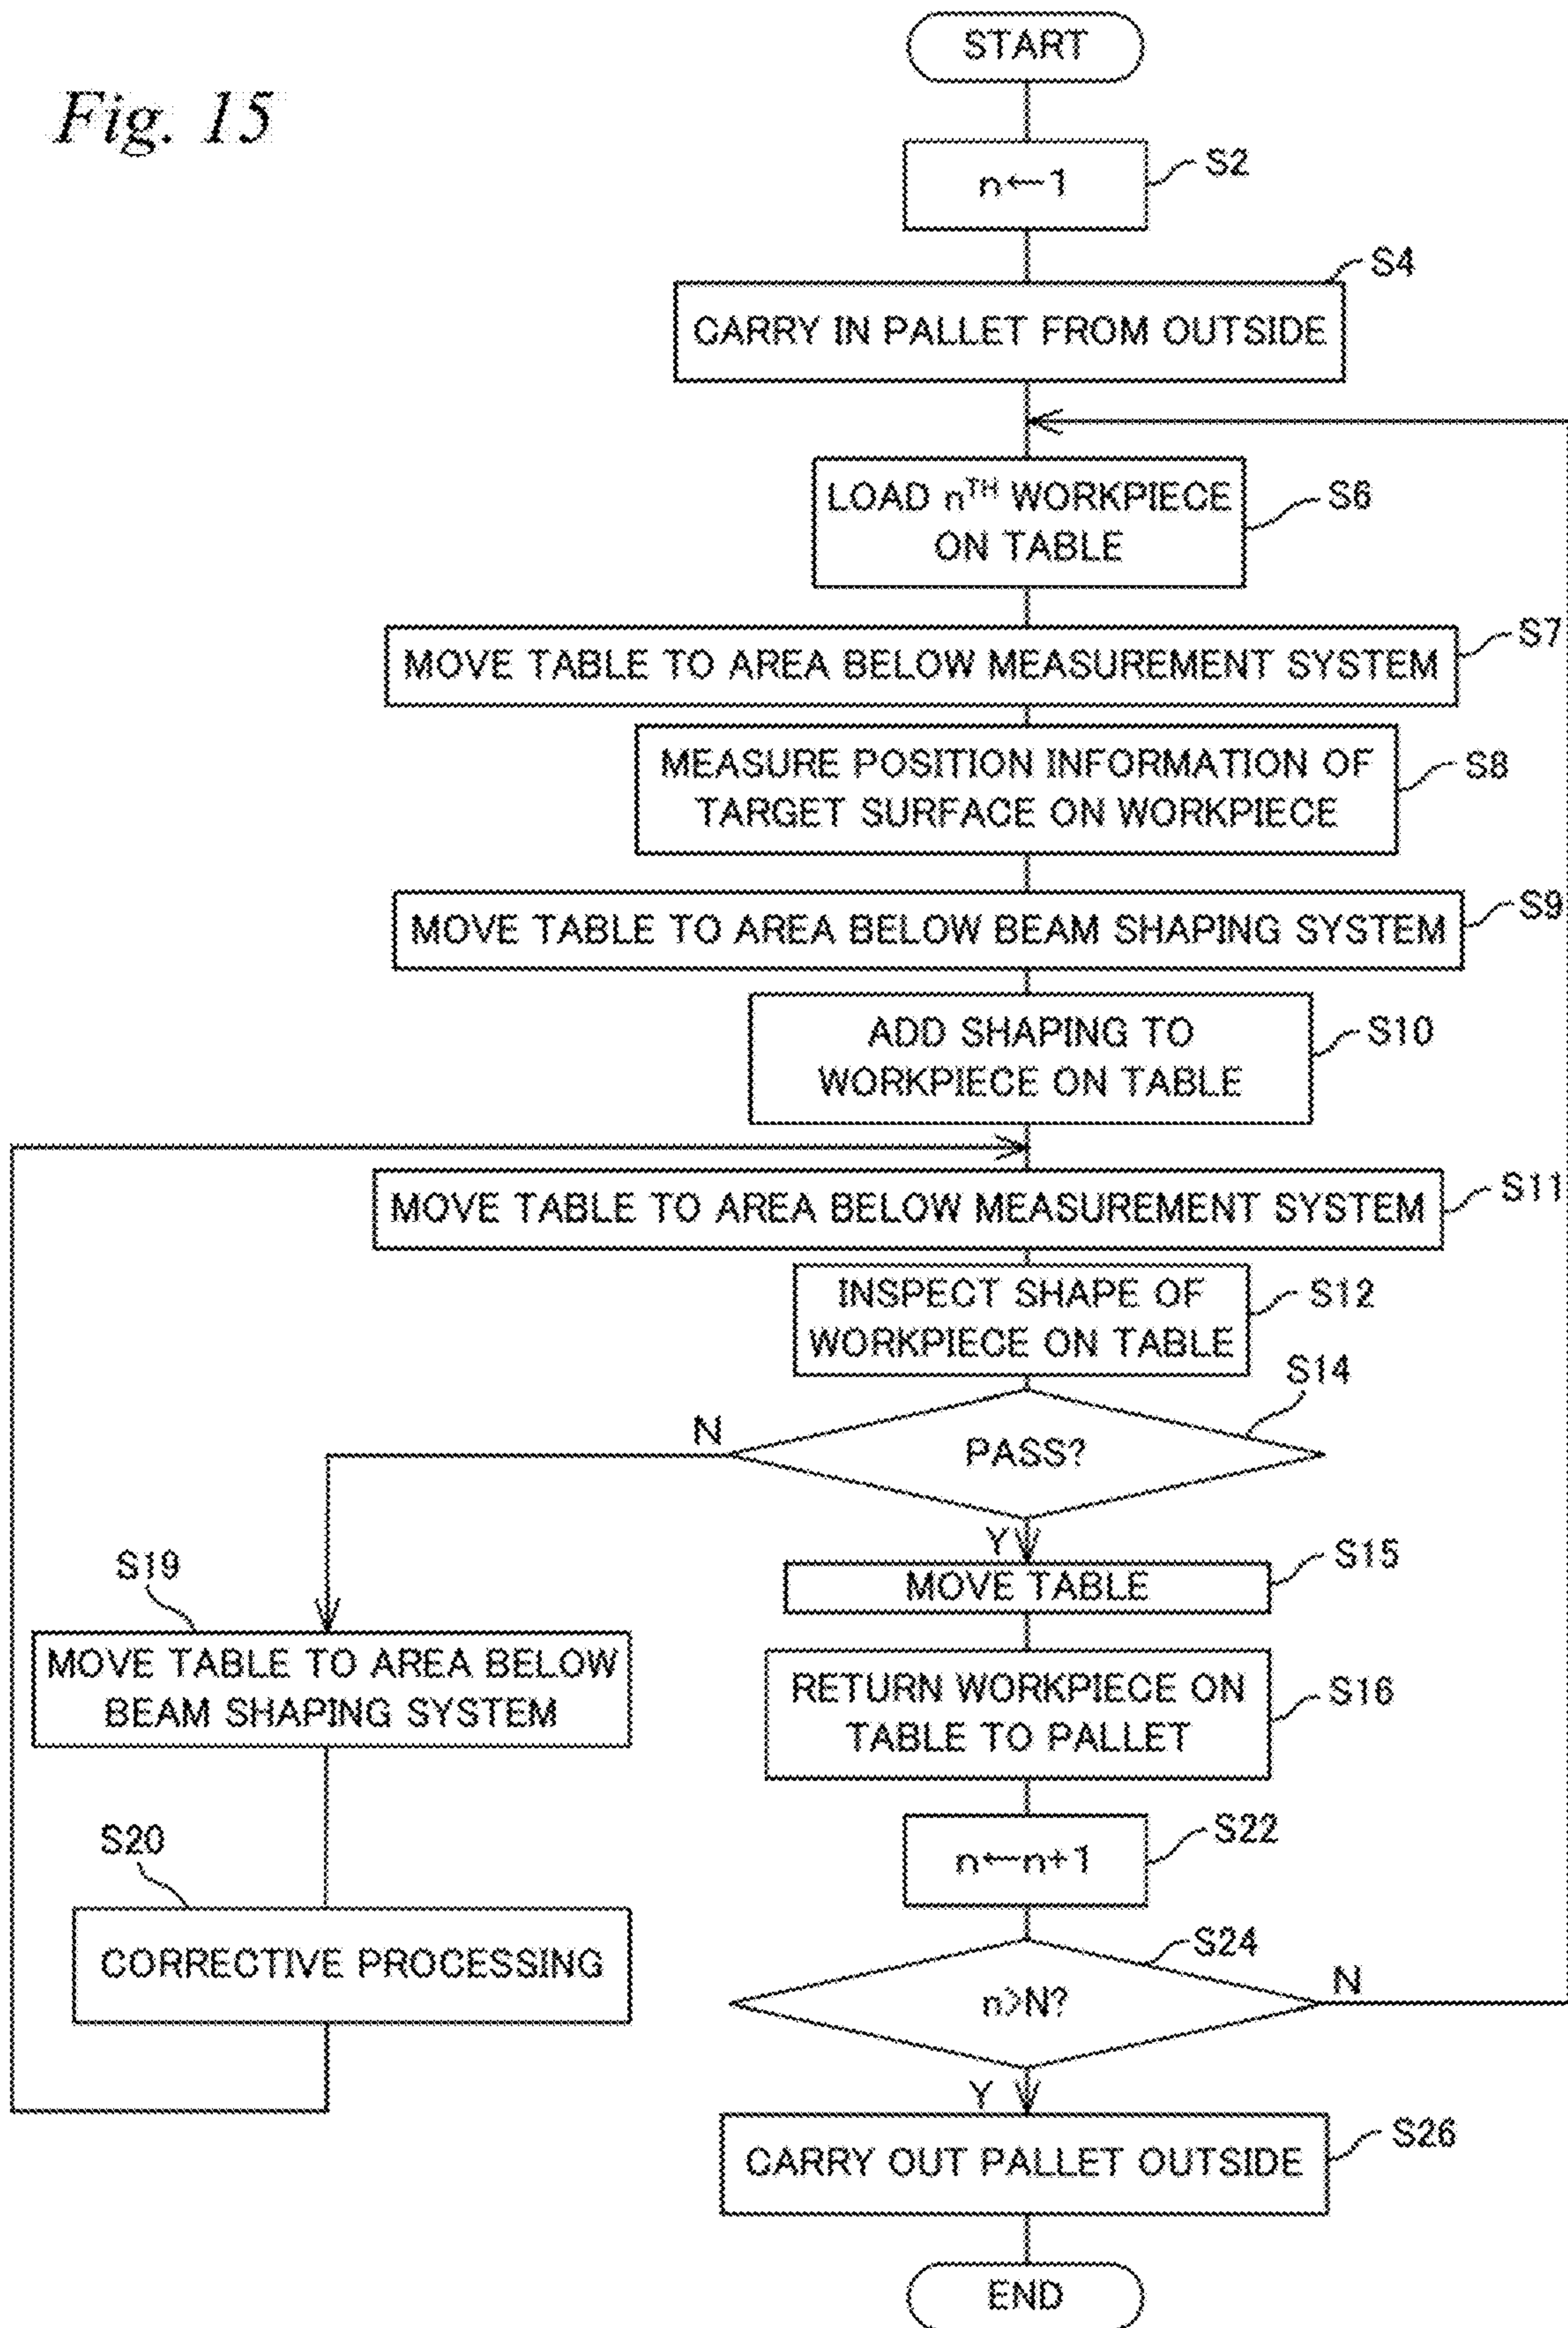 Fig. 15
START
n←1
S2
S4
CARRY IN PALLET FROM OUTSIDE
LOAD nTH WORKPIECE
ON TABLE
S6
S7
MOVE TABLE TO AREA BELOW MEASUREMENT SYSTEM
MEASURE POSITION INFORMATION OF
TARGET SURFACE ON WORKPIECE
S8
S9
MOVE TABLE TO AREA BELOW BEAM SHAPING SYSTEM
ADD SHAPING TO
WORKPIECE ON TABLE
S10
S11
MOVE TABLE TO AREA BELOW MEASUREMENT SYSTEM
INSPECT SHAPE OF
WORKPIECE ON TABLE
S12
S14
N
PASS?
Y
S15
MOVE TABLE
S19
MOVE TABLE TO AREA BELOW
BEAM SHAPING SYSTEM
RETURN WORKPIECE ON
TABLE TO PALLET
S16
S20
CORRECTIVE PROCESSING
S22
n←n+1
S24
n>N?
N
Y
S26
CARRY OUT PALLET OUTSIDE
END